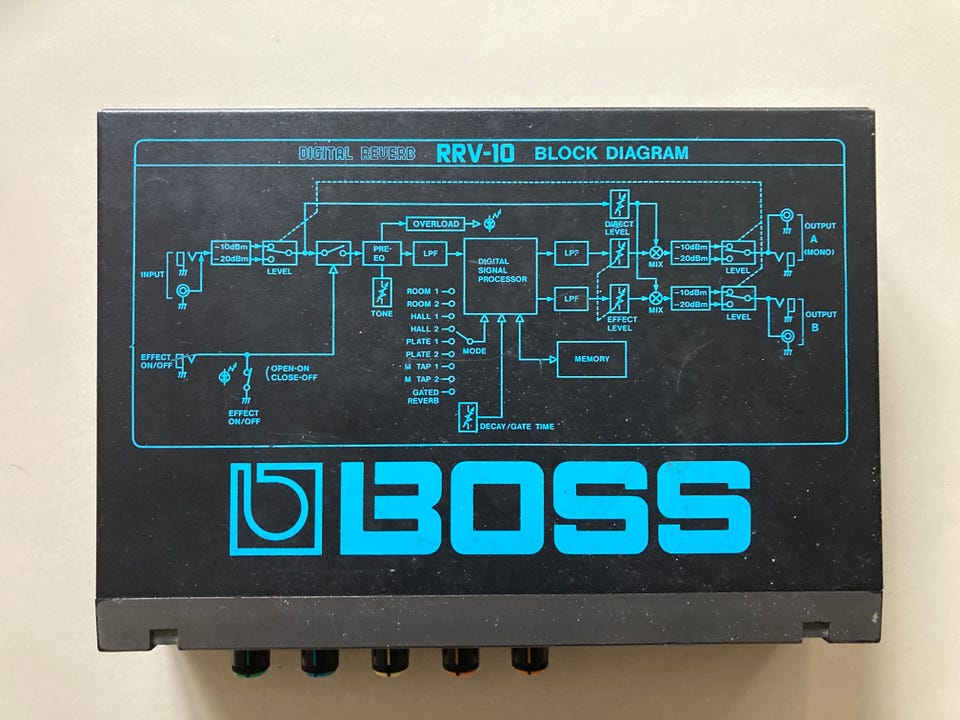 DIGITAL REVERB RRV-10 BLOCK DIAGRAM
INPUT
-10dBm
-20dBm
LEVEL
OVERLOAD
PRE-
EQ
LPF
TONE
DIGITAL
SIGNAL
PROCESSOR
LPF
LPF
DIRECT
LEVEL
EFFECT
LEVEL
MIX
MIX
-10dBm
-20dBm
LEVEL
-10dBm
-20dBm
LEVEL
OUTPUT
A
(MONO)
OUTPUT
B
ROOM 1
ROOM 2
HALL 1
HALL 2
PLATE 1
PLATE 2
M TAP 1
M TAP 2
GATED
REVERB
MODE
MEMORY
DECAY/GATE TIME
EFFECT
ON/OFF
(OPEN-ON
CLOSE-OFF
EFFECT
ON/OFF
b BOSS